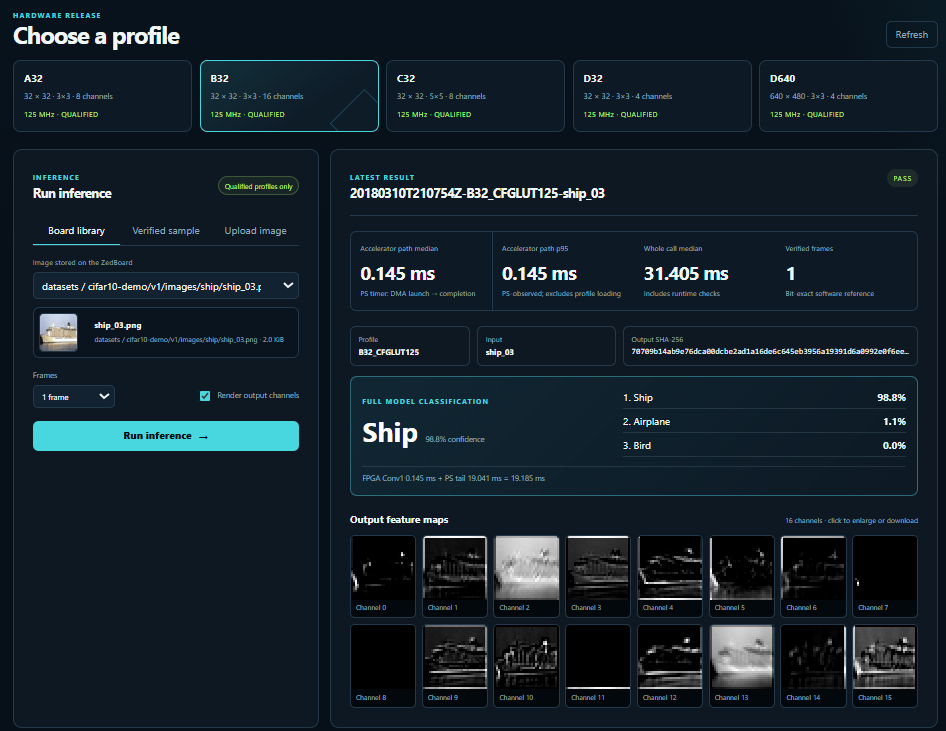 HARDWARE RELEASE
Choose a profile
Refresh
A32
32 × 32 · 3×3 · 8 channels
125 MHz · QUALIFIED
B32
32 × 32 · 3×3 · 16 channels
125 MHz · QUALIFIED
C32
32 × 32 · 5×5 · 8 channels
125 MHz · QUALIFIED
D32
32 × 32 · 3×3 · 4 channels
125 MHz · QUALIFIED
D640
640 × 480 · 3×3 · 4 channels
125 MHz · QUALIFIED
INFERENCE
Run inference
Qualified profiles only
Board library
Verified sample
Upload image
Image stored on the ZedBoard
datasets / cifar10-demo/v1/images/ship/ship_03.p
ship_03.png
datasets / cifar10-demo/v1/images/ship/ship_03.png · 2.0 KiB
Frames
1 frame
Render output channels
Run inference →
LATEST RESULT
20180310T210754Z-B32_CFGLUT125-ship_03
PASS
Accelerator path median
0.145 ms
PS timer: DMA launch → completion
Accelerator path p95
0.145 ms
PS-observed; excludes profile loading
Whole call median
31.405 ms
Includes runtime checks
Verified frames
1
Bit-exact software reference
Profile
B32_CFGLUT125
Input
ship_03
Output SHA-256
70709b14ab9e76dca00dcbe2ad1a16de6c645eb3956a19391d6a0992e0f6ee…
FULL MODEL CLASSIFICATION
Ship 98.8% confidence
1. Ship 98.8%
2. Airplane 1.1%
3. Bird 0.0%
FPGA Conv1 0.145 ms + PS tail 19.041 ms = 19.185 ms
Output feature maps
16 channels · click to enlarge or download
Channel 0
Channel 1
Channel 2
Channel 3
Channel 4
Channel 5
Channel 6
Channel 7
Channel 8
Channel 9
Channel 10
Channel 11
Channel 12
Channel 13
Channel 14
Channel 15